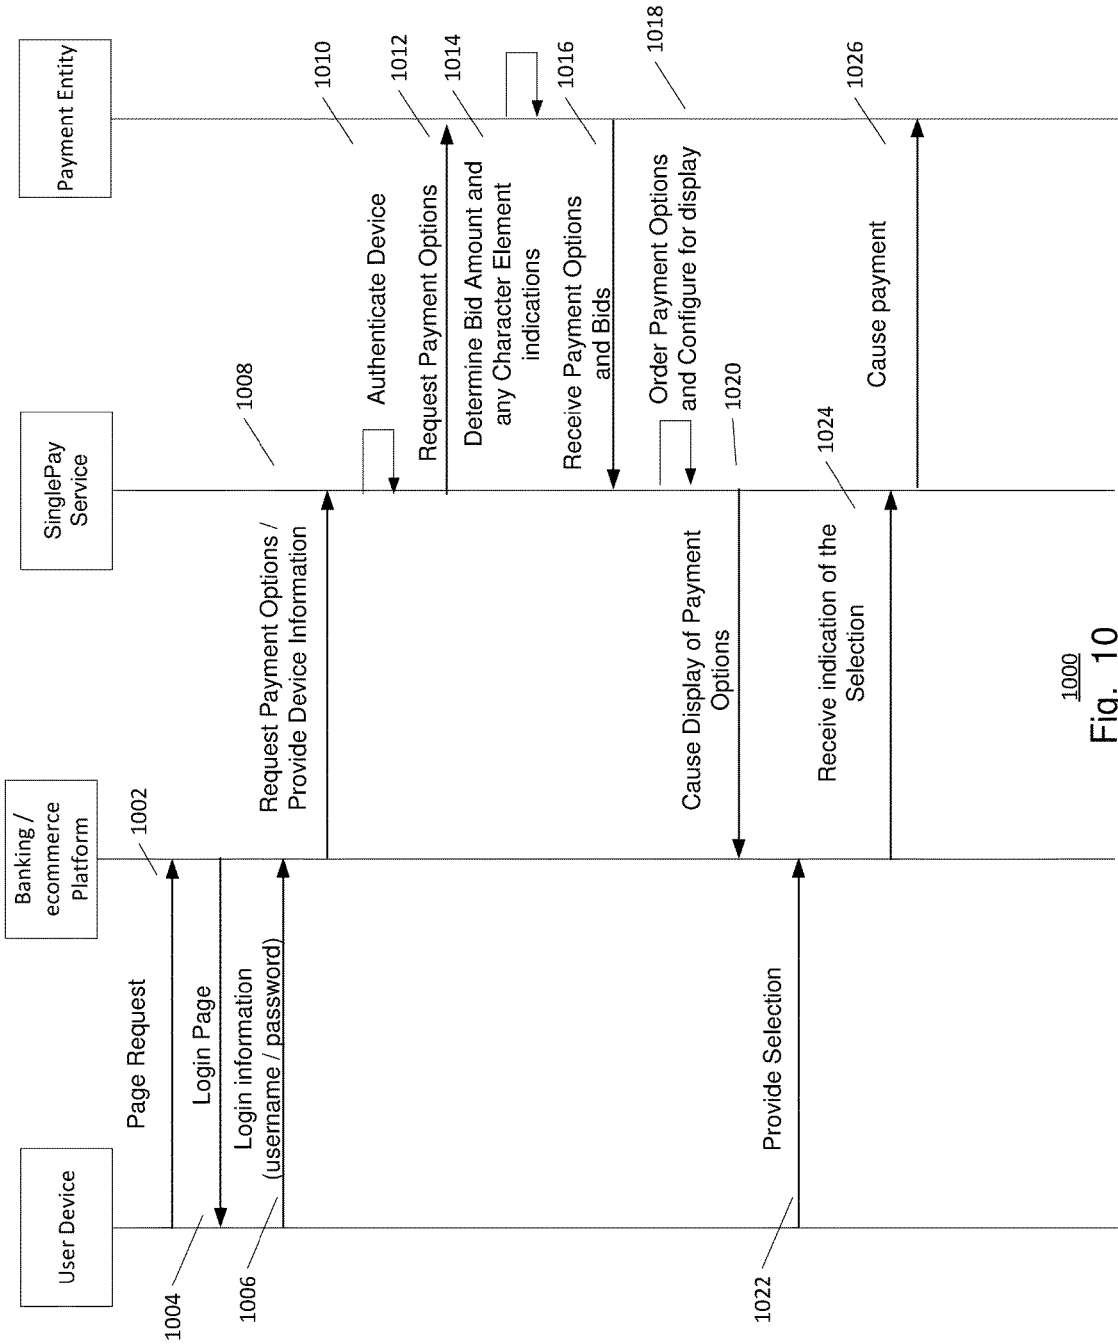 User Device
Banking /
ecommerce
Platform
SinglePay
Service
Payment Entity
Page Request
1002
Login Page
1004
Login information
(username / password)
1006
Request Payment Options /
Provide Device Information
1008
Authenticate Device
1010
Request Payment Options
1012
Determine Bid Amount and
any Character Element
indications
1014
Receive Payment Options
and Bids
1016
Order Payment Options
and Configure for display
1018
Cause Display of Payment
Options
1020
Provide Selection
1022
Receive indication of the
Selection
1024
Cause payment
1026
1000
Fig. 10